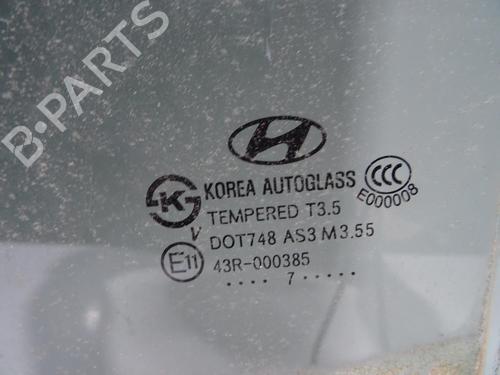 B-PARTS
KOREA AUTOGLASS
TEMPERED T3.5
V DOT748 AS3 M3.55
43R-000385
.... 7 .....
K
E11
CCC
E000008